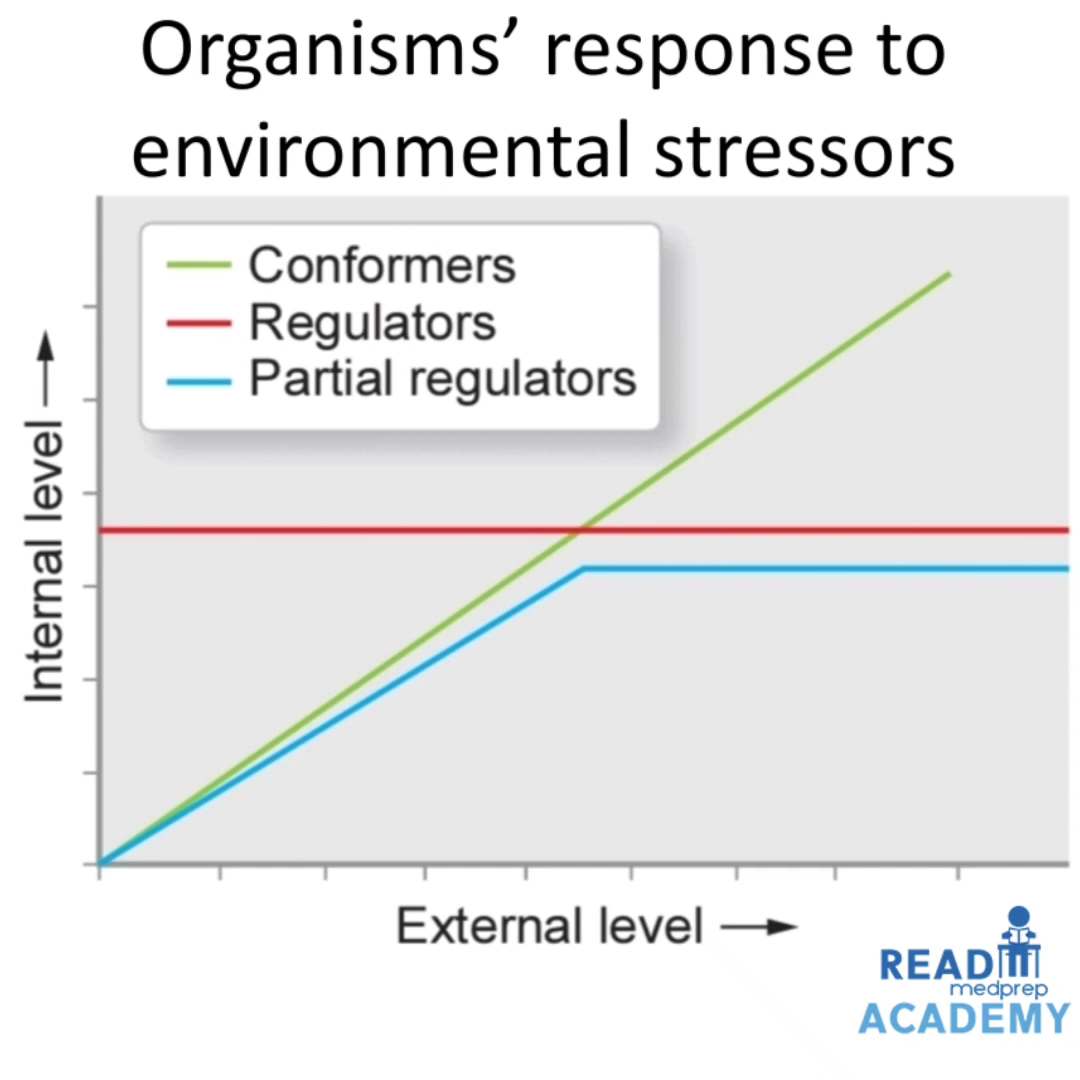 Organisms’ response to
environmental stressors
Conformers
Regulators
Partial regulators
Internal level
External level
READ
medprep
ACADEMY